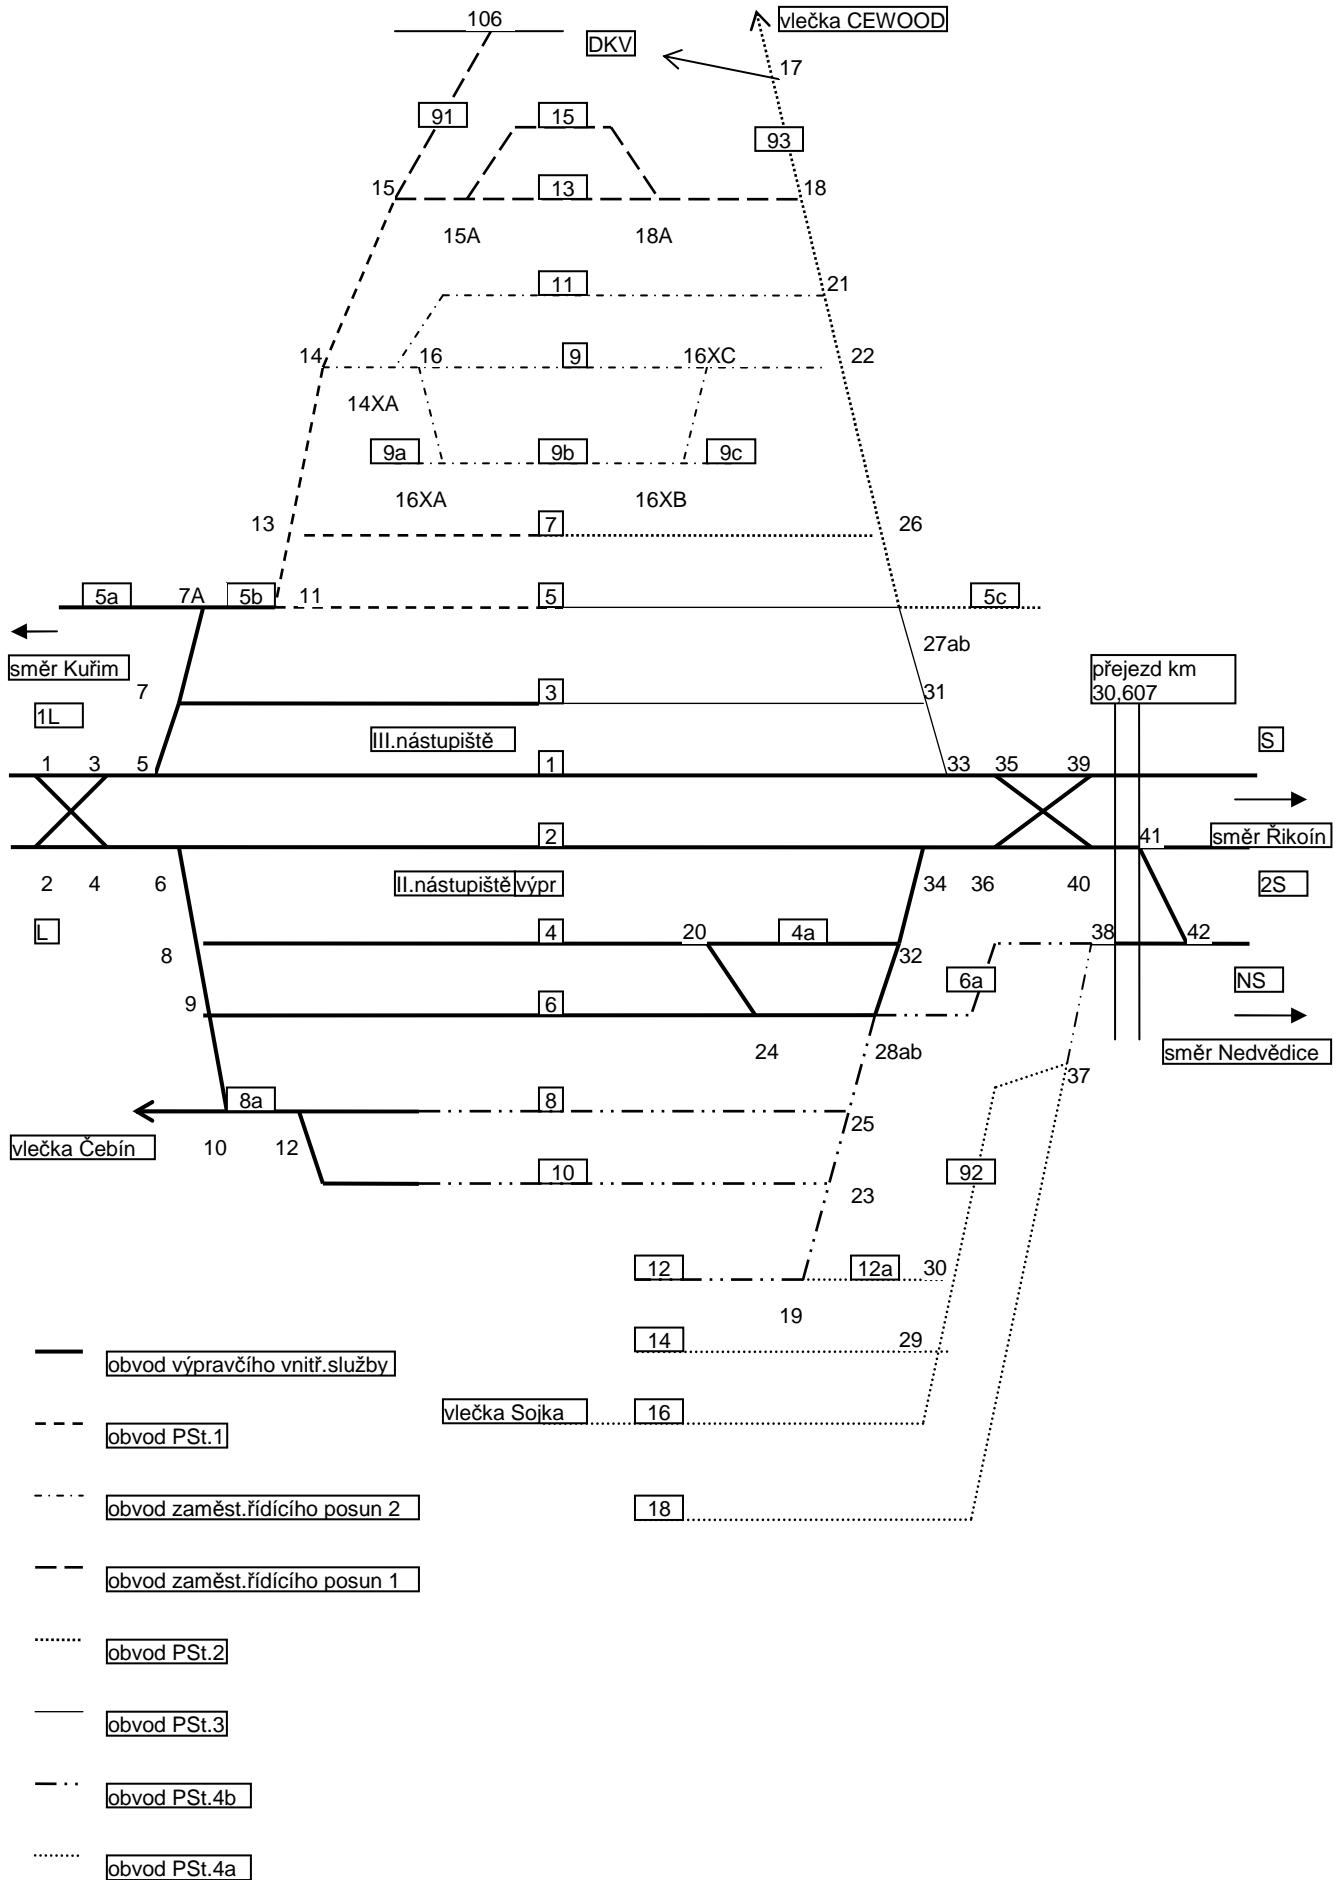 106
vlečka CEWOOD
DKV
17
91
15
93
15
13
18
15A
18A
11
21
14
16
9
16XC
22
14XA
9a
9b
9c
16XA
16XB
13
7
26
5a
7A
5b
11
5
5c
směr Kuřim
27ab
přejezd km
30,607
7
3
31
1L
III.nástupiště
S
1
3
5
1
33
35
39
směr Řikoín
2
41
2
4
6
II.nástupiště
výpr
34
36
40
2S
L
4
20
4a
38
42
8
32
6a
NS
9
6
24
28ab
směr Nedvědice
37
8a
8
25
vlečka Čebín
10
12
10
92
23
12
12a
30
19
14
29
obvod výpravčího vnitř.služby
vlečka Sojka
16
obvod PSt.1
obvod zaměst.řídícího posun 2
18
obvod zaměst.řídícího posun 1
obvod PSt.2
obvod PSt.3
obvod PSt.4b
obvod PSt.4a